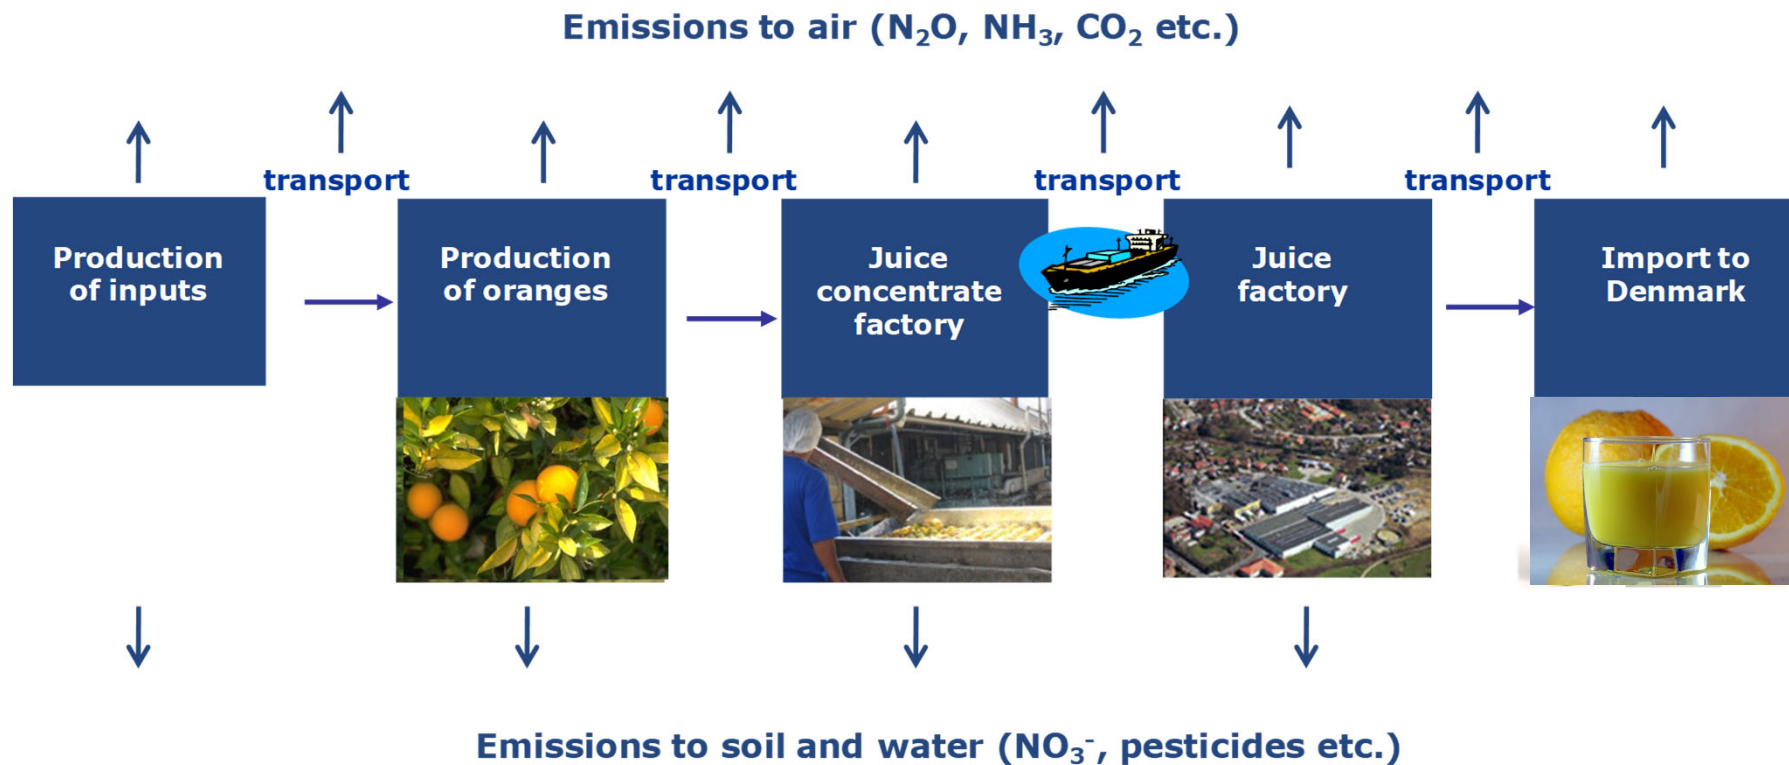 Emissions to air (N₂O, NH₃, CO₂ etc.)
transport
transport
transport
transport
Production
of inputs
Production
of oranges
Juice
concentrate
factory
Juice
factory
Import to
Denmark
Emissions to soil and water (NO₃⁻, pesticides etc.)